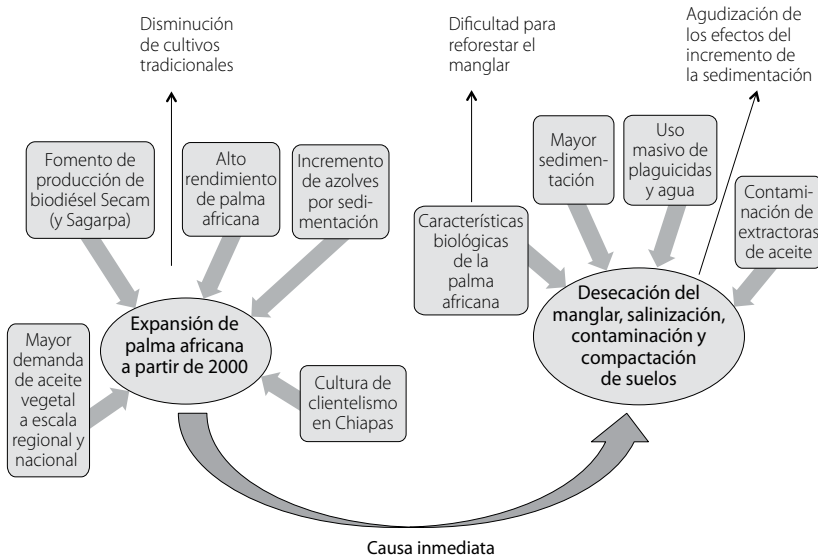 Disminución
de cultivos
tradicionales
Dificultad para
reforestar el
manglar
Agudización de
los efectos del
incremento de
la sedimentación
Fomento de
producción de
biodiésel Secam
(y Sagarpa)
Alto
rendimiento
de palma
africana
Incremento
de azolves
por sedi-
mentación
Características
biológicas
de la
palma
africana
Mayor
sedimen-
tación
Uso
masivo de
plaguicidas
y agua
Contami-
nación de
extractoras
de aceite
Expansión de
palma africana
a partir de 2000
Desecación del
manglar, salinización,
contaminación y
compactación
de suelos
Mayor
demanda
de aceite
vegetal
a escala
regional y
nacional
Cultura de
clientelismo
en Chiapas
Causa inmediata